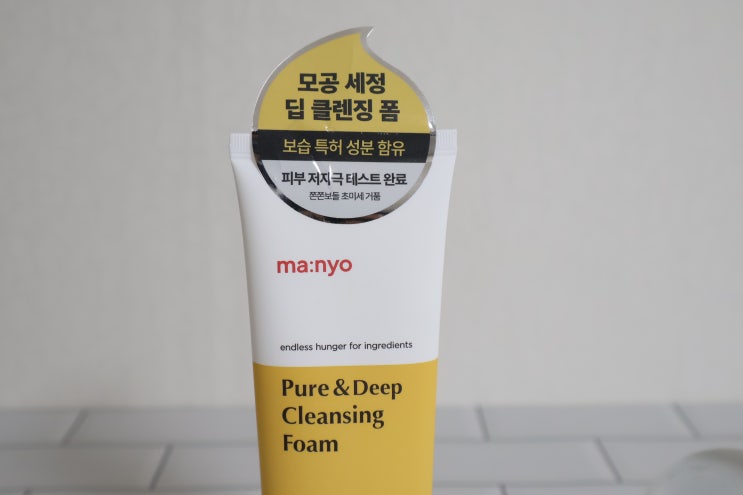 모공 세정
딥 클렌징 폼
보습 특허 성분 함유
피부 저자극 테스트 완료
쫀쫀보들 초미세 거품
ma:nyo
endless hunger for ingredients
Pure & Deep
Cleansing
Foam